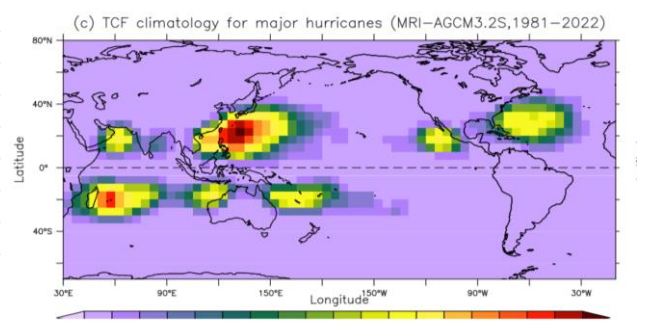 (c) TCF climatology for major hurricanes (MRI-AGCM3.2S,1981-2022)
80°N
40°N
0°
40°S
Latitude
30°E 90°E 150°E 150°W 90°W 30°W
Longitude